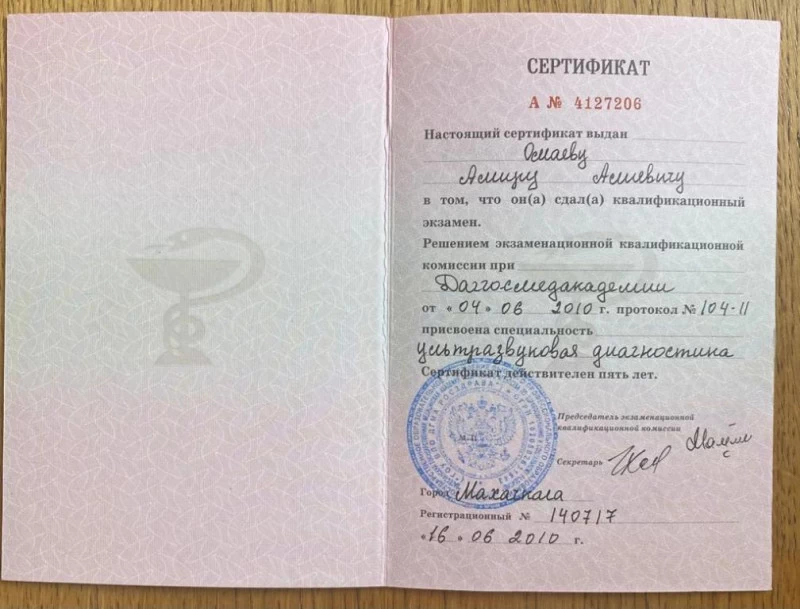 СЕРТИФИКАТ
А № 4127206
Настоящий сертификат выдан
Осмаеву
Амиру Асиевичу
в том, что он(а) сдал(а) квалификационный
экзамен.
Решением экзаменационной квалификационной
комиссии при
Даггосмедакадемии
от «04» 06 2010 г. протокол № 104-11
присвоена специальность
ультразвуковая диагностика
Сертификат действителен пять лет.
Председатель экзаменационной
квалификационной комиссии
М.П.
Секретарь
Город Махачкала
Регистрационный № 140717
«16» 06 2010 г.